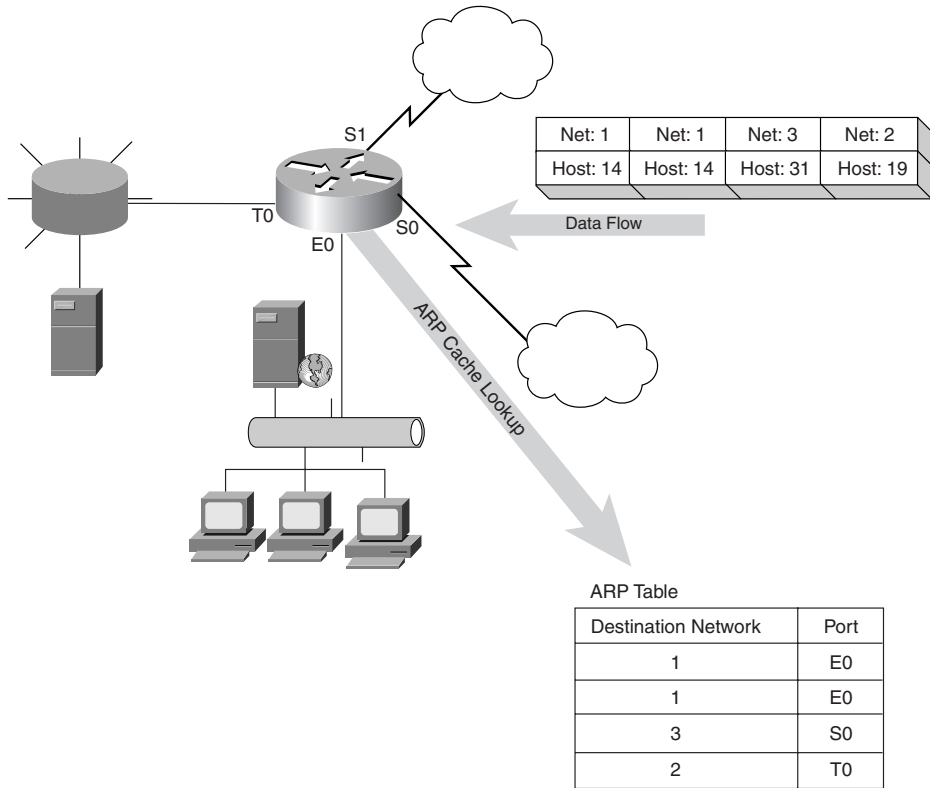 S1
Net: 1 Net: 1 Net: 3 Net: 2
Host: 14 Host: 14 Host: 31 Host: 19
T0
S0
E0
Data Flow
ARP Cache Lookup
ARP Table
Destination Network Port
1 E0
1 E0
3 S0
2 T0